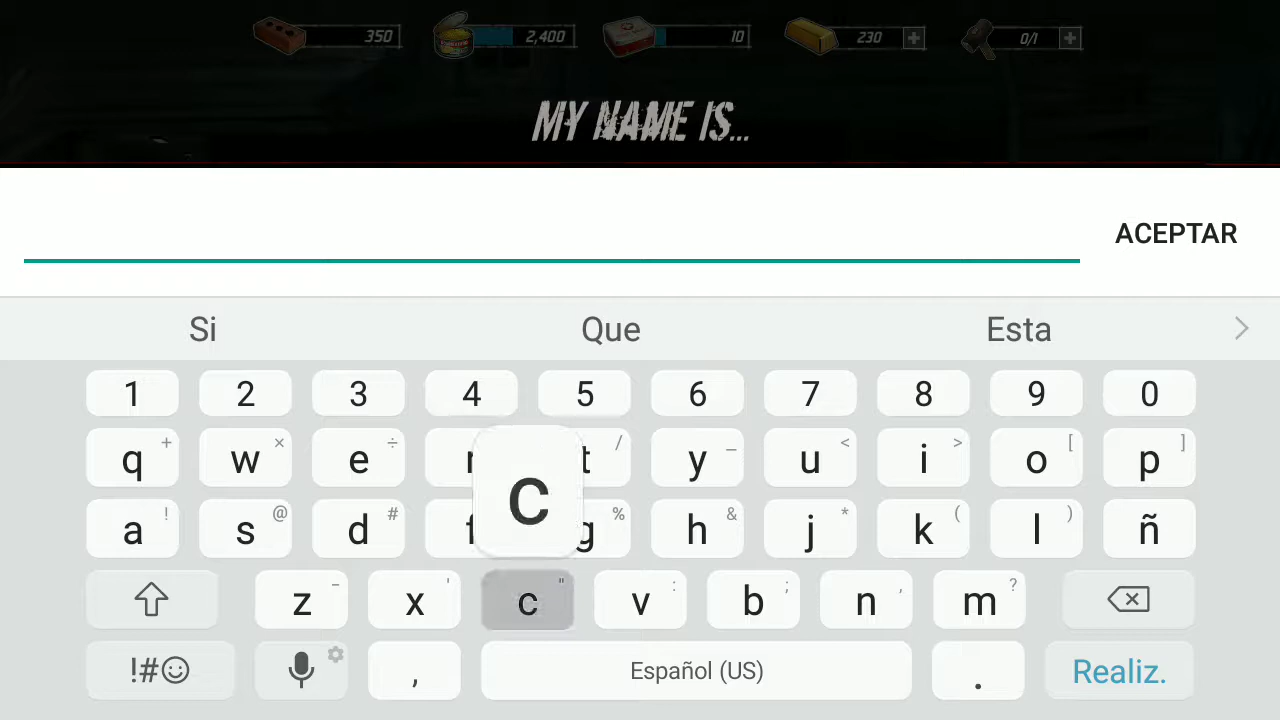 350 2,400 10 230 + 0/1 +
MY NAME IS...
ACEPTAR
Si Que Esta
1 2 3 4 5 6 7 8 9 0
q + w × e ÷ r t / y _ u < i > o [ p ]
a ! s @ d # f g % h & j * k ( l ) ñ
c
z - x ' c " v : b ; n , m ?
!#☺ , Español (US) . Realiz.